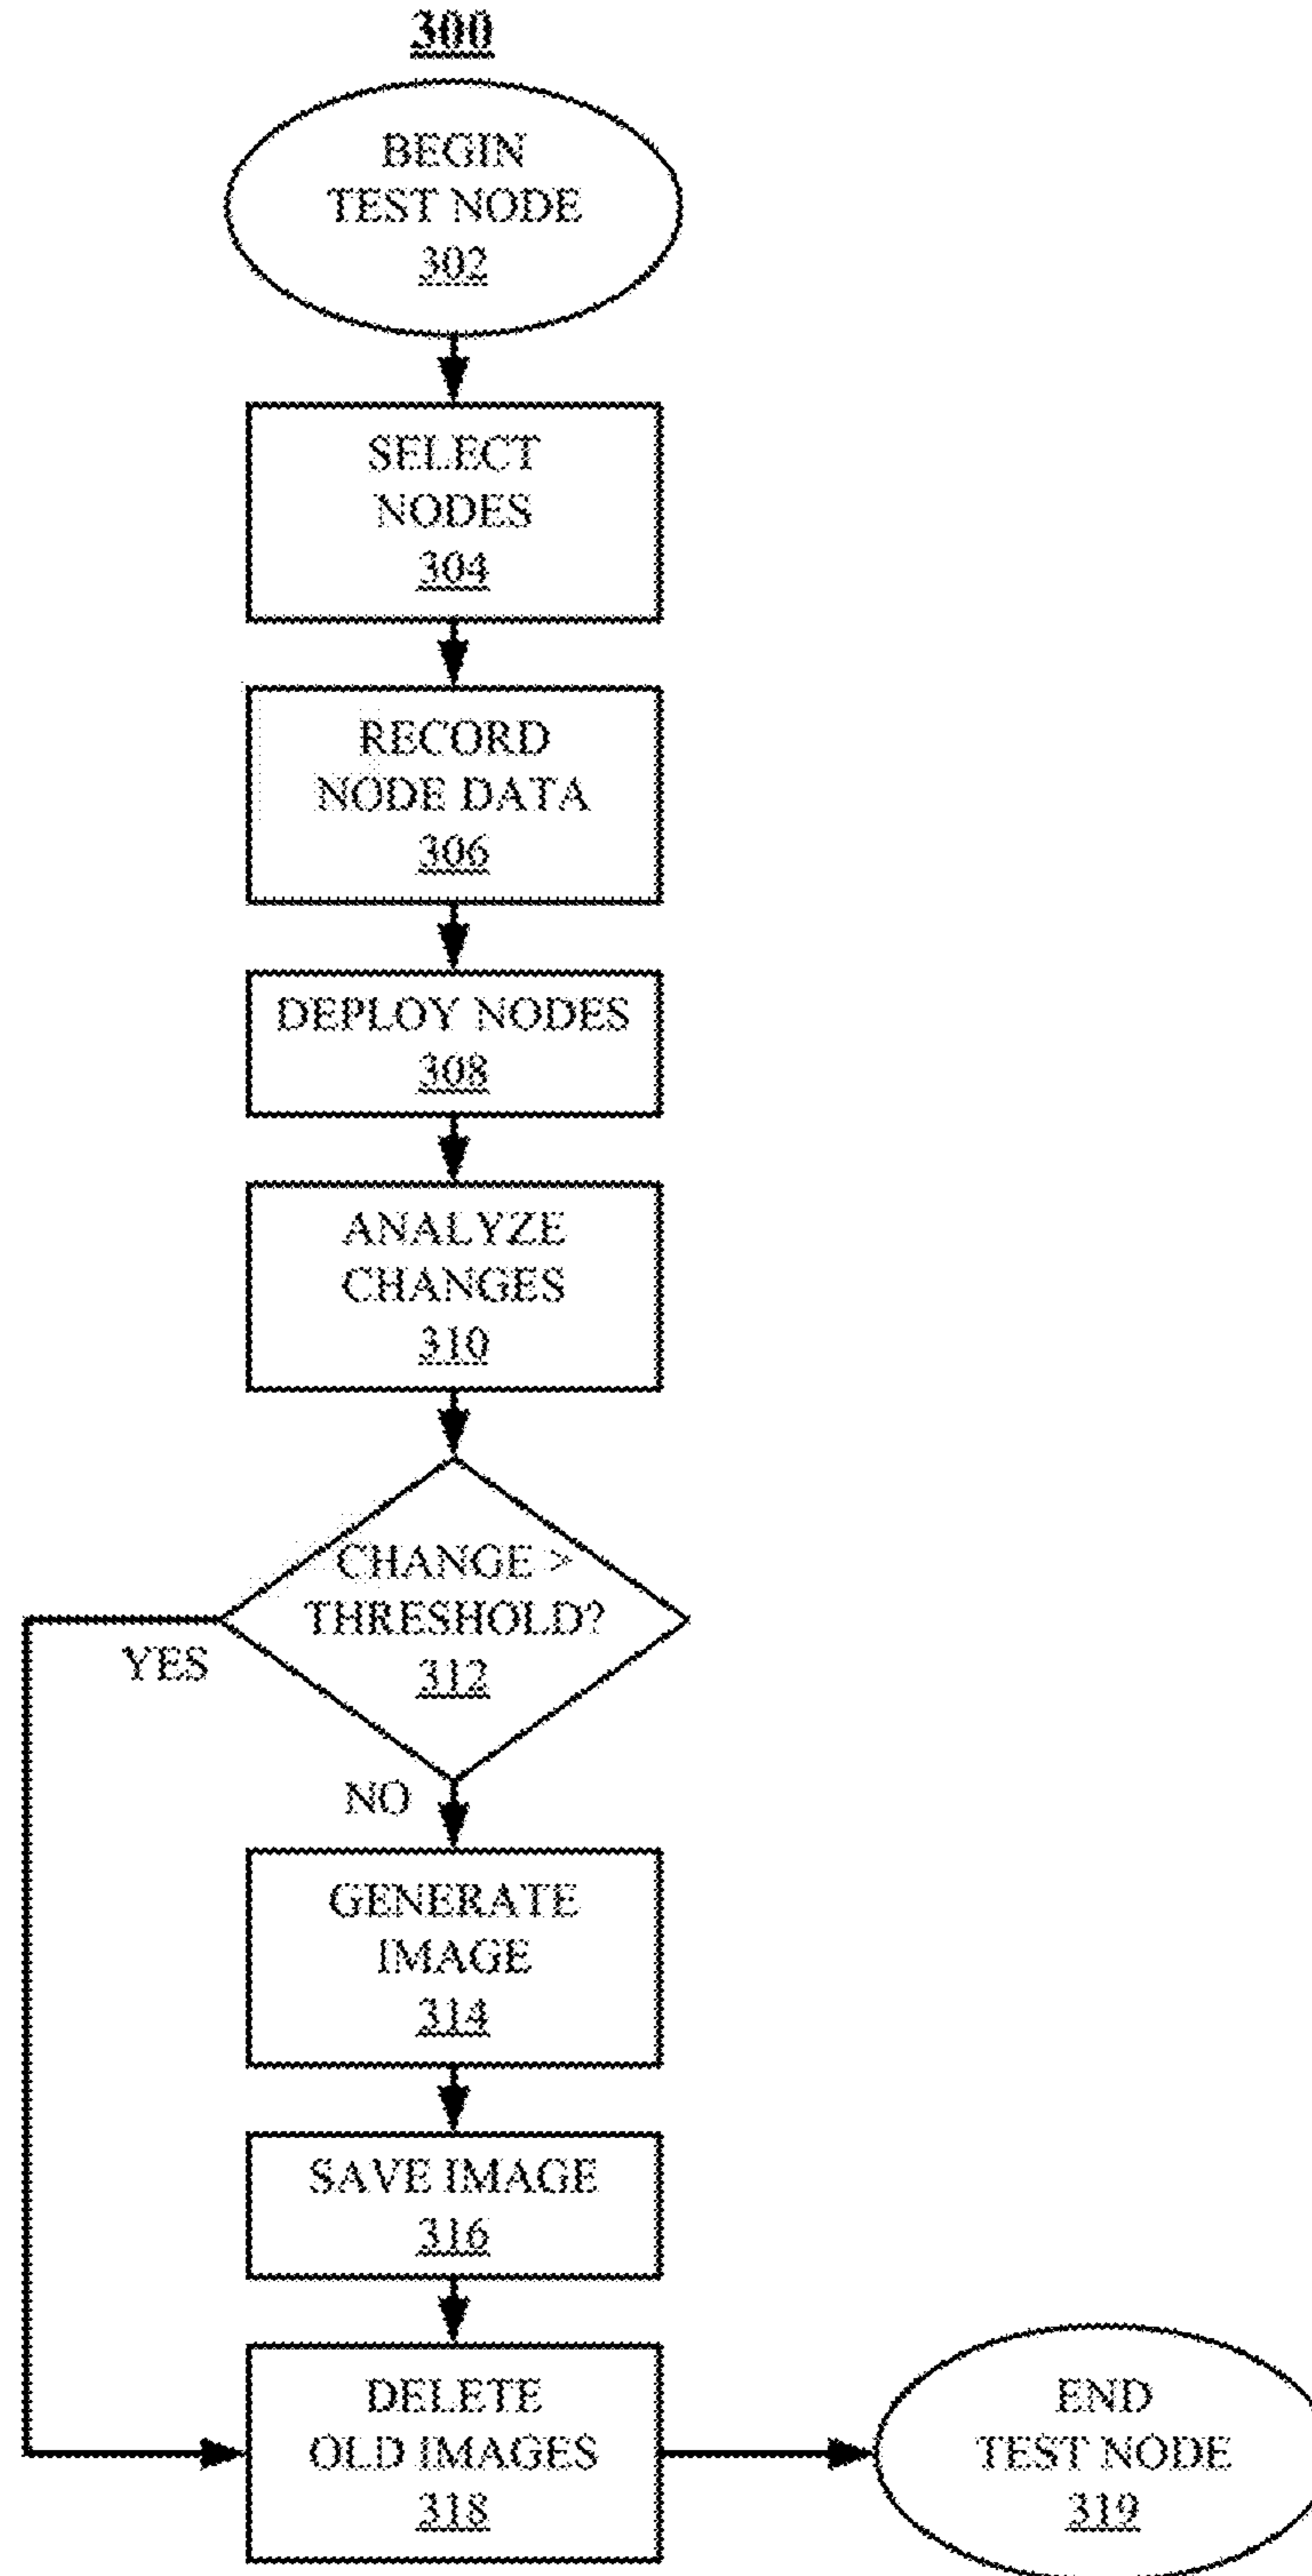 300
BEGIN
TEST NODE
302
SELECT
NODES
304
RECORD
NODE DATA
306
DEPLOY NODES
308
ANALYZE
CHANGES
310
CHANGE >
THRESHOLD?
312
YES
NO
GENERATE
IMAGE
314
SAVE IMAGE
316
DELETE
OLD IMAGES
318
END
TEST NODE
319